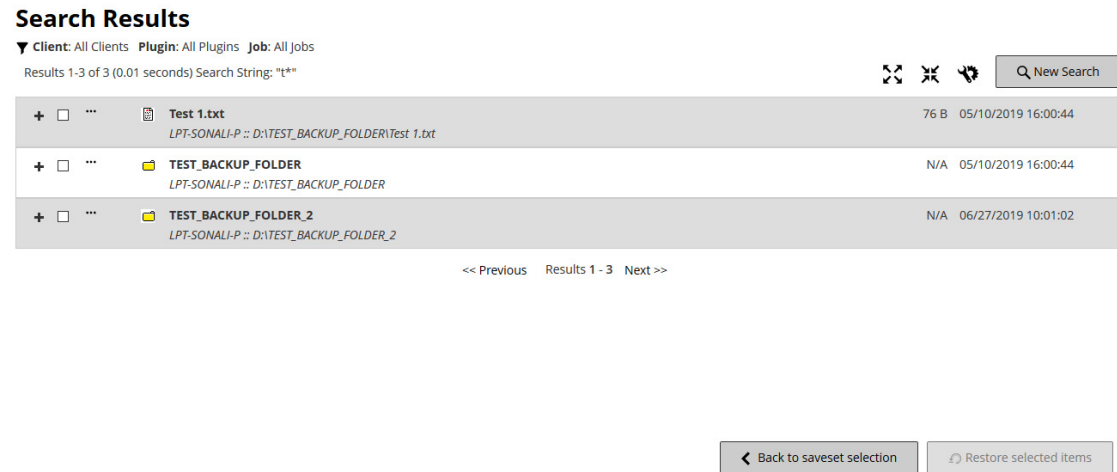 Search Results
Client: All Clients Plugin: All Plugins Job: All Jobs
Results 1-3 of 3 (0.01 seconds) Search String: "t*"
New Search
Test 1.txt 76 B 05/10/2019 16:00:44
LPT-SONALI-P :: D:\TEST_BACKUP_FOLDER\Test 1.txt
TEST_BACKUP_FOLDER N/A 05/10/2019 16:00:44
LPT-SONALI-P :: D:\TEST_BACKUP_FOLDER
TEST_BACKUP_FOLDER_2 N/A 06/27/2019 10:01:02
LPT-SONALI-P :: D:\TEST_BACKUP_FOLDER_2
<< Previous Results 1 - 3 Next >>
Back to saveset selection Restore selected items